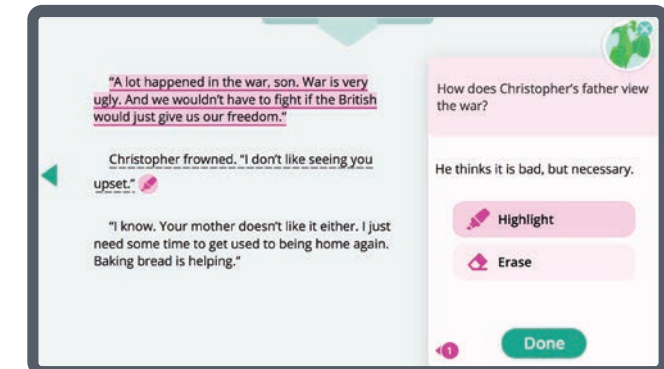 "A lot happened in the war, son. War is very
ugly. And we wouldn't have to fight if the British
would just give us our freedom."
Christopher frowned. "I don't like seeing you
upset."
"I know. Your mother doesn't like it either. I just
need some time to get used to being home again.
Baking bread is helping."
How does Christopher's father view
the war?
He thinks it is bad, but necessary.
Highlight
Erase
1
Done